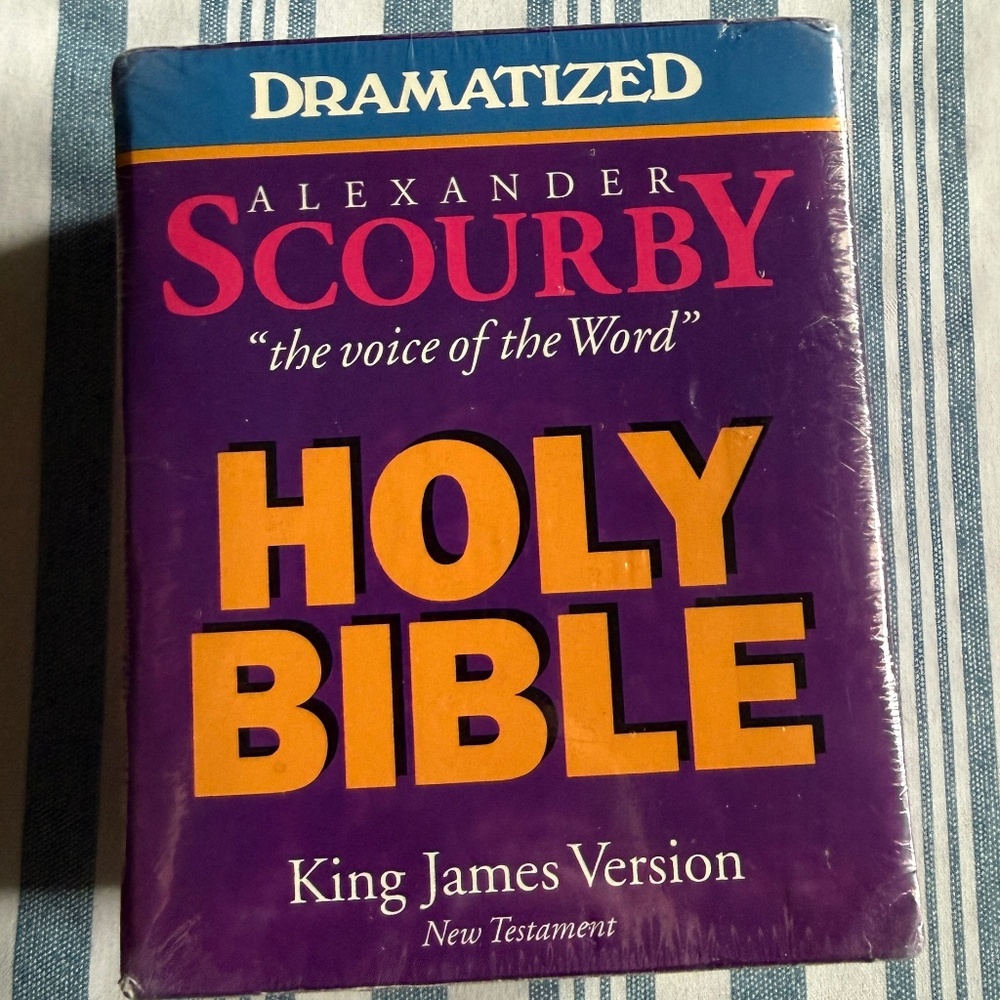 DRAMATIZED
ALEXANDER
SCOURBY
“the voice of the Word”
HOLY
BIBLE
King James Version
New Testament